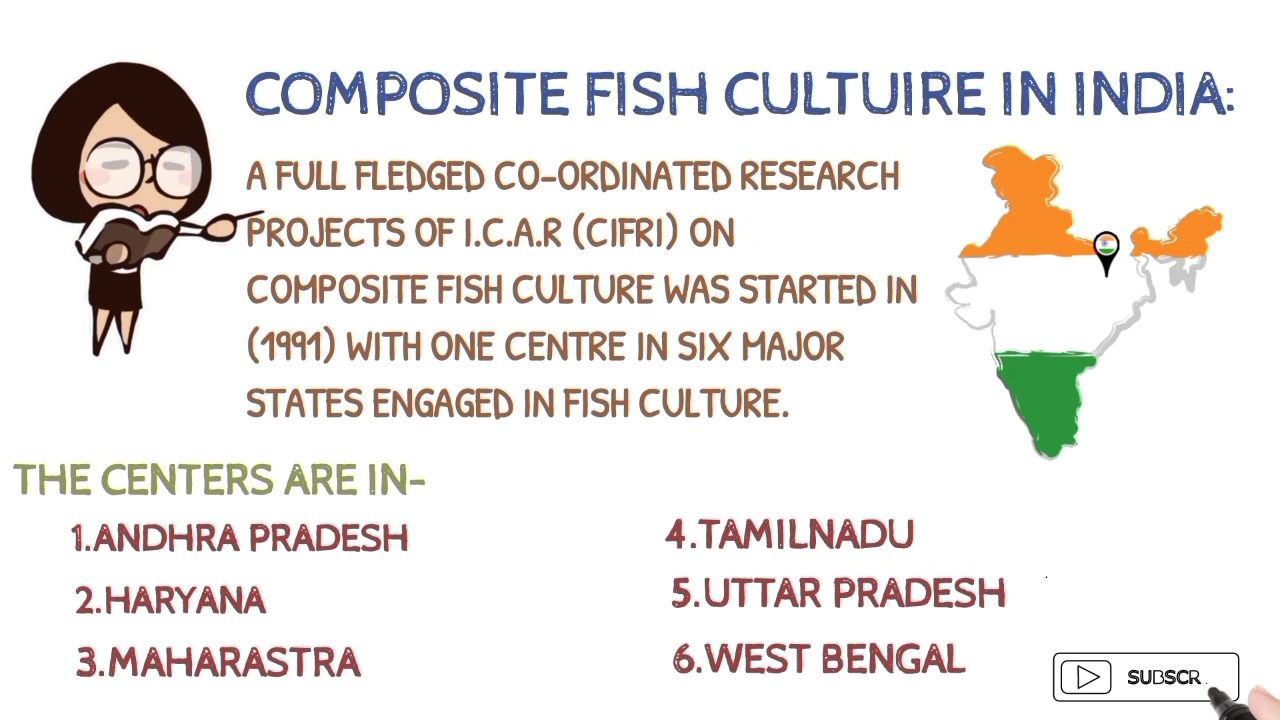 COMPOSITE FISH CULTUIRE IN INDIA:
A FULL FLEDGED CO-ORDINATED RESEARCH
PROJECTS OF I.C.A.R (CIFRI) ON
COMPOSITE FISH CULTURE WAS STARTED IN
(1991) WITH ONE CENTRE IN SIX MAJOR
STATES ENGAGED IN FISH CULTURE.
THE CENTERS ARE IN-
1.ANDHRA PRADESH
2.HARYANA
3.MAHARASTRA
4.TAMILNADU
5.UTTAR PRADESH
6.WEST BENGAL
SUBSCR